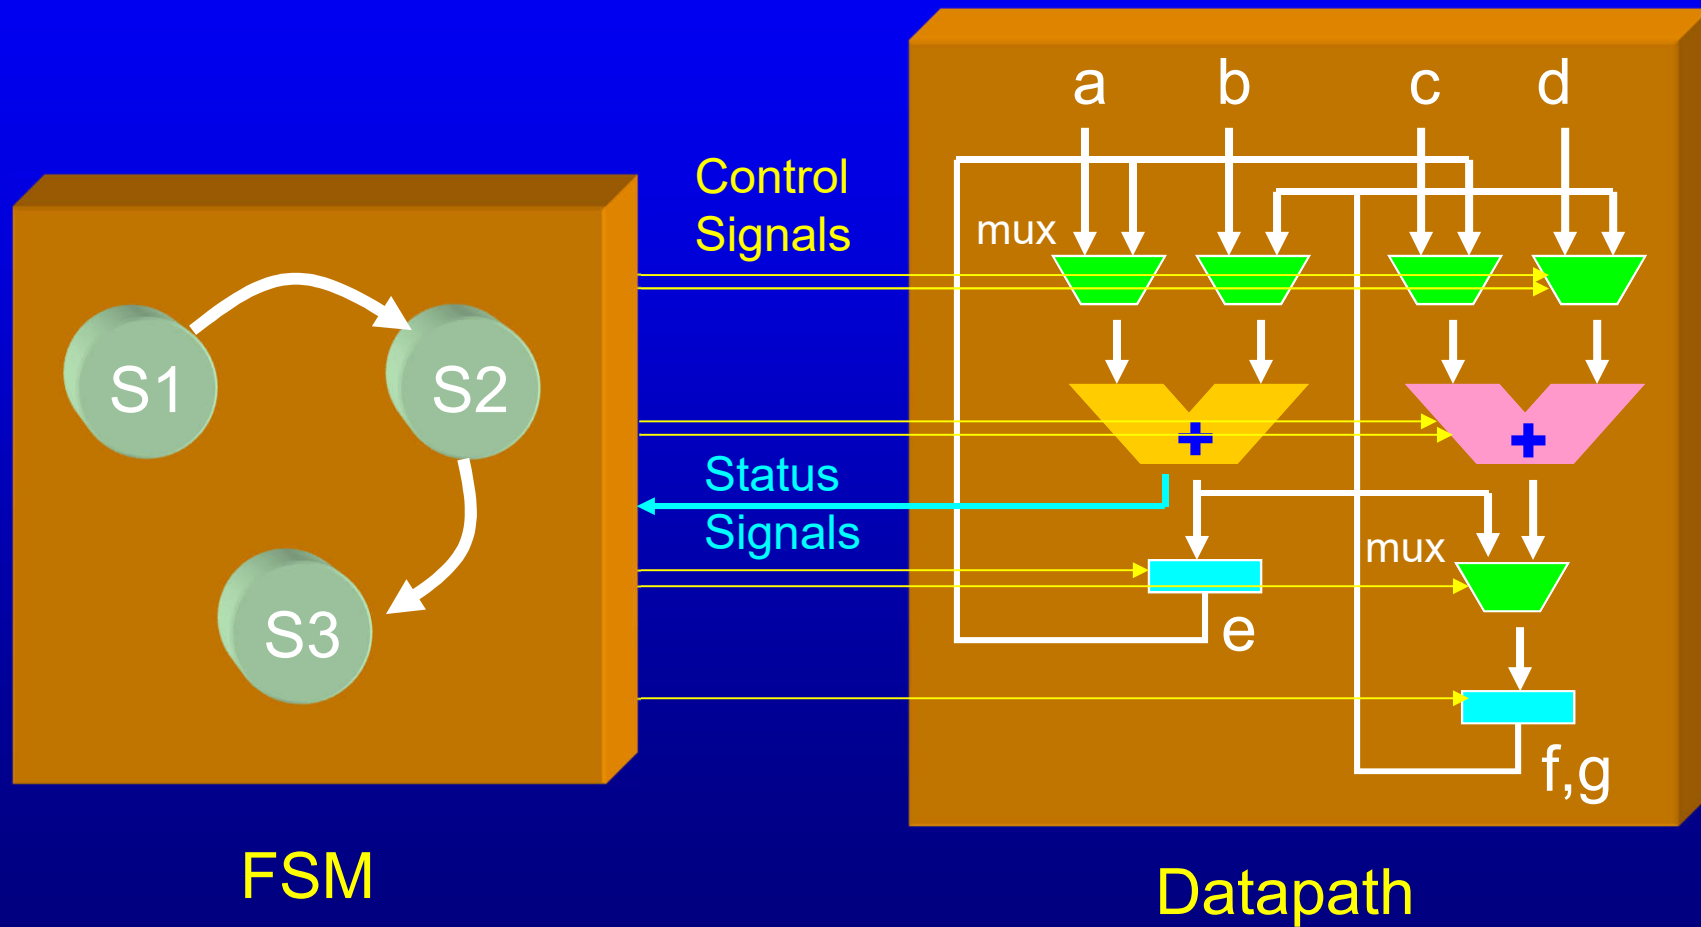 a b c d
Control
Signals
mux
S1 S2
+ +
Status
Signals
mux
e
S3
f,g
FSM
Datapath